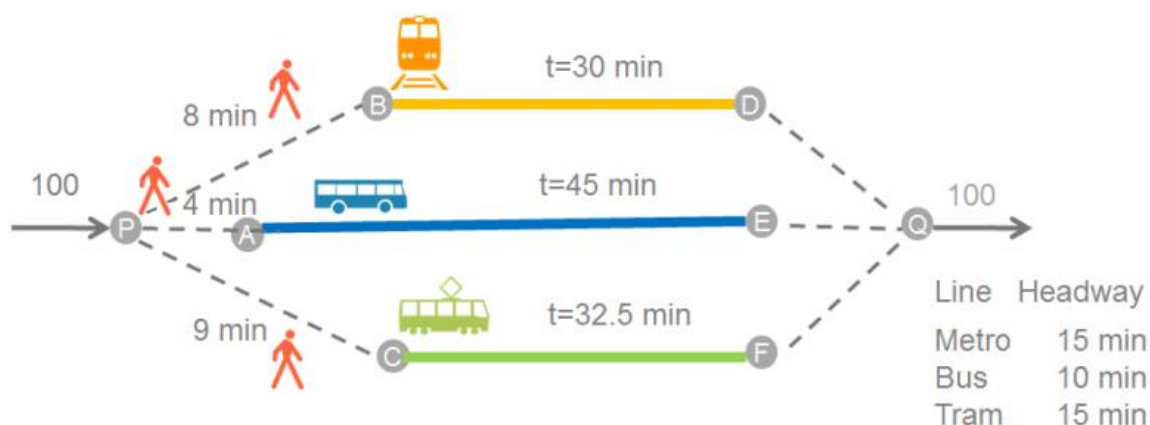 t=30 min
B
D
8 min
100
4 min
t=45 min
100
P
A
E
Q
9 min
t=32.5 min
C
F
Line Headway
Metro 15 min
Bus 10 min
Tram 15 min